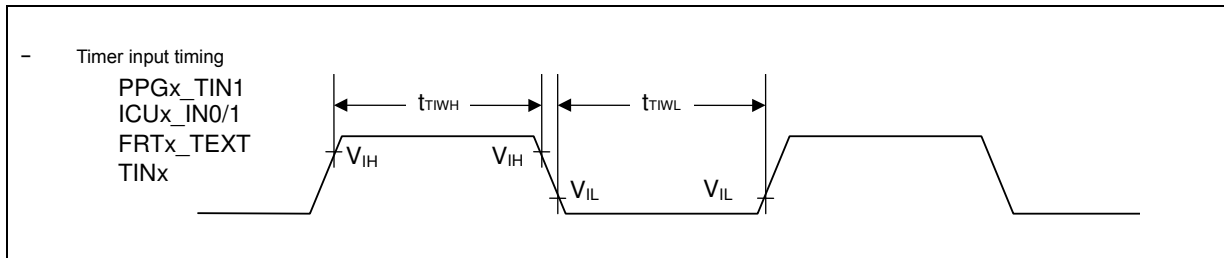 – Timer input timing
PPGx_TIN1
ICUx_IN0/1
FRTx_TEXT
TINx
tTIWH tTIWL
VIH VIH
VIL VIL